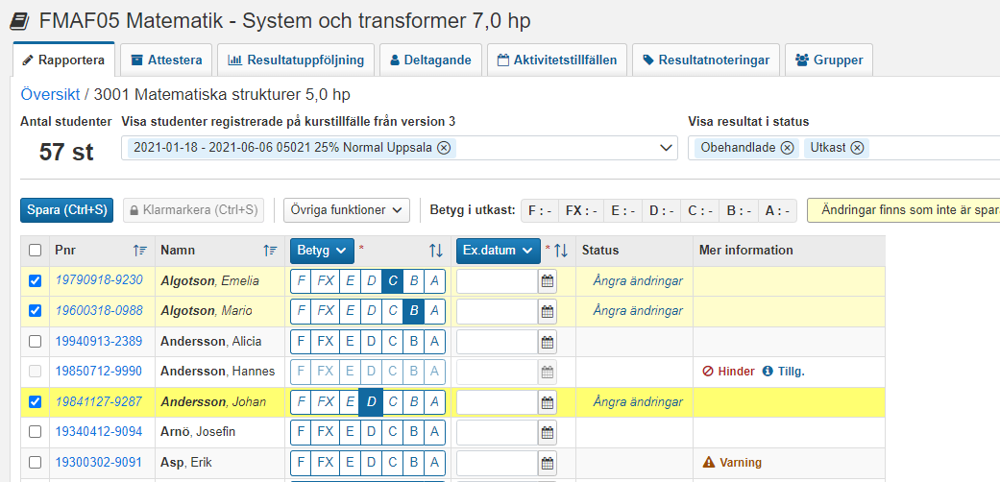 FMAF05 Matematik - System och transformer 7,0 hp
Rapportera Attestera Resultatuppföljning Deltagande Aktivitetstillfällen Resultatnoteringar Grupper
Översikt / 3001 Matematiska strukturer 5,0 hp
Antal studenter Visa studenter registrerade på kurstillfälle från version 3 Visa resultat i status
57 st 2021-01-18 - 2021-06-06 05021 25% Normal Uppsala Obehandlade Utkast
Spara (Ctrl+S) Klarmarkera (Ctrl+S) Övriga funktioner Betyg i utkast: F : - FX : - E : - D : - C : - B : - A : - Ändringar finns som inte är spar
Pnr Namn Betyg * Ex.datum * Status Mer information
19790918-9230 Algotson, Emelia F FX E D C B A Ångra ändringar
19600318-0988 Algotson, Mario F FX E D C B A Ångra ändringar
19940913-2389 Andersson, Alicia F FX E D C B A
19850712-9990 Andersson, Hannes F FX E D C B A Hinder Tillg.
19841127-9287 Andersson, Johan F FX E D C B A Ångra ändringar
19340412-9094 Arnö, Josefin F FX E D C B A
19300302-9091 Asp, Erik F FX E D C B A Varning